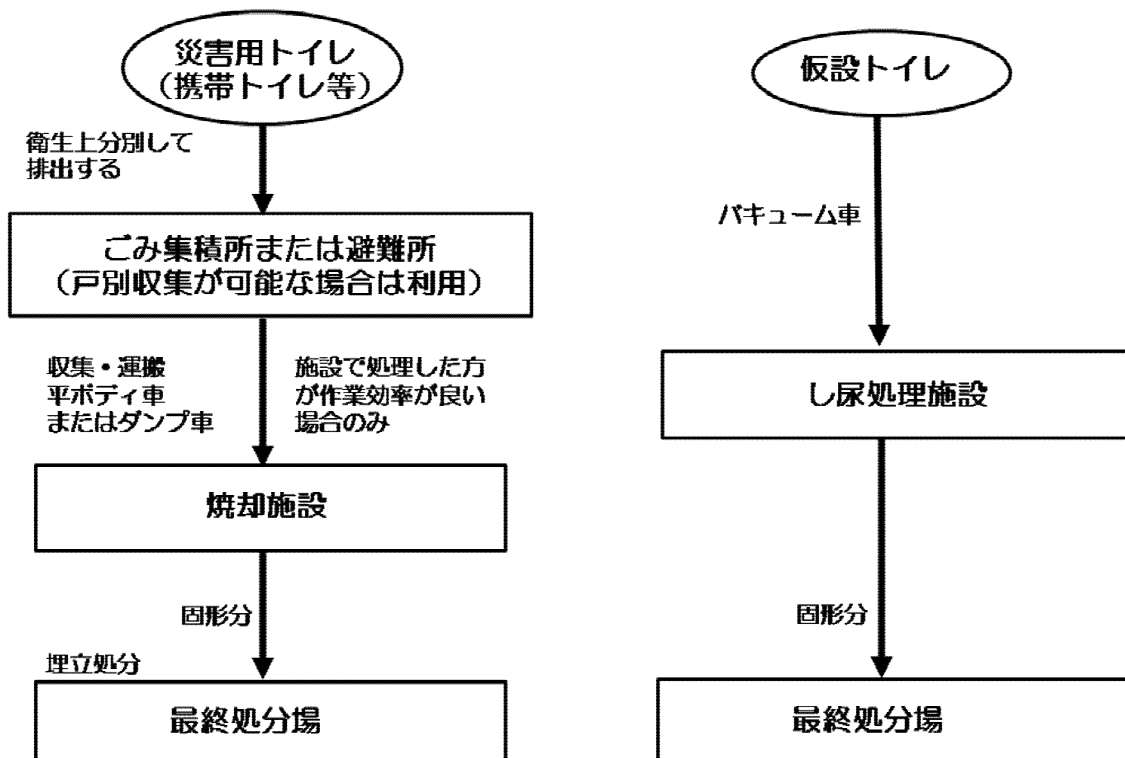 災害用トイレ
（携帯トイレ等）
衛生上分別して
排出する
ごみ集積所または避難所
（戸別収集が可能な場合は利用）
収集・運搬
平ボディ車
またはダンプ車
施設で処理した方
が作業効率が良い
場合のみ
焼却施設
固形分
埋立処分
最終処分場
仮設トイレ
バキューム車
し尿処理施設
固形分
最終処分場